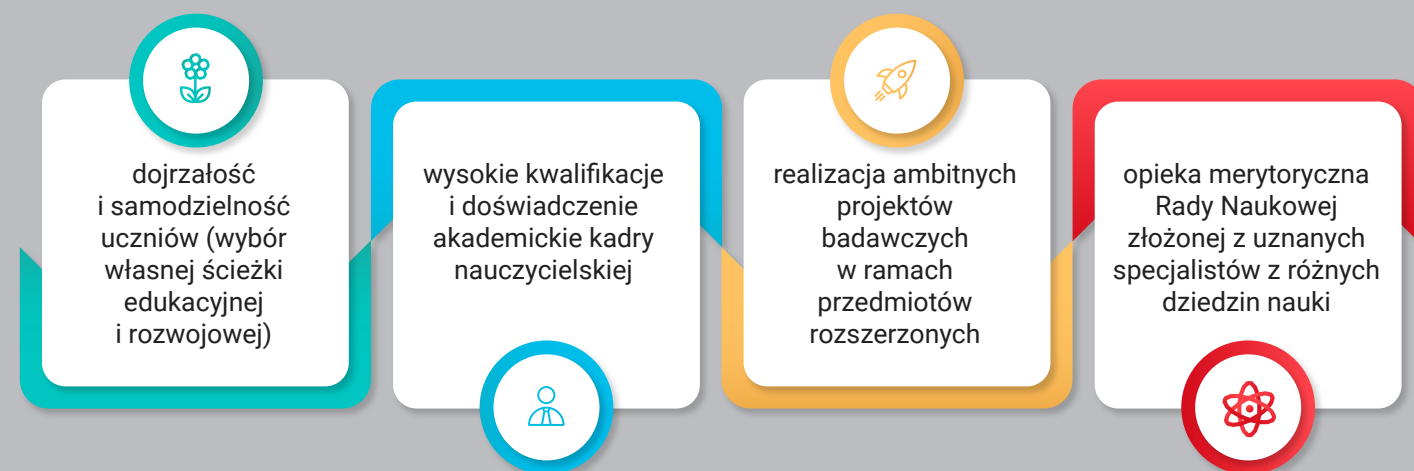 dojrzałość
i samodzielność
uczniów (wybór
własnej ścieżki
edukacyjnej
i rozwojowej)
wysokie kwalifikacje
i doświadczenie
akademickie kadry
nauczycielskiej
realizacja ambitnych
projektów
badawczych
w ramach
przedmiotów
rozszerzonych
opieka merytoryczna
Rady Naukowej
złożonej z uznanych
specjalistów z różnych
dziedzin nauki